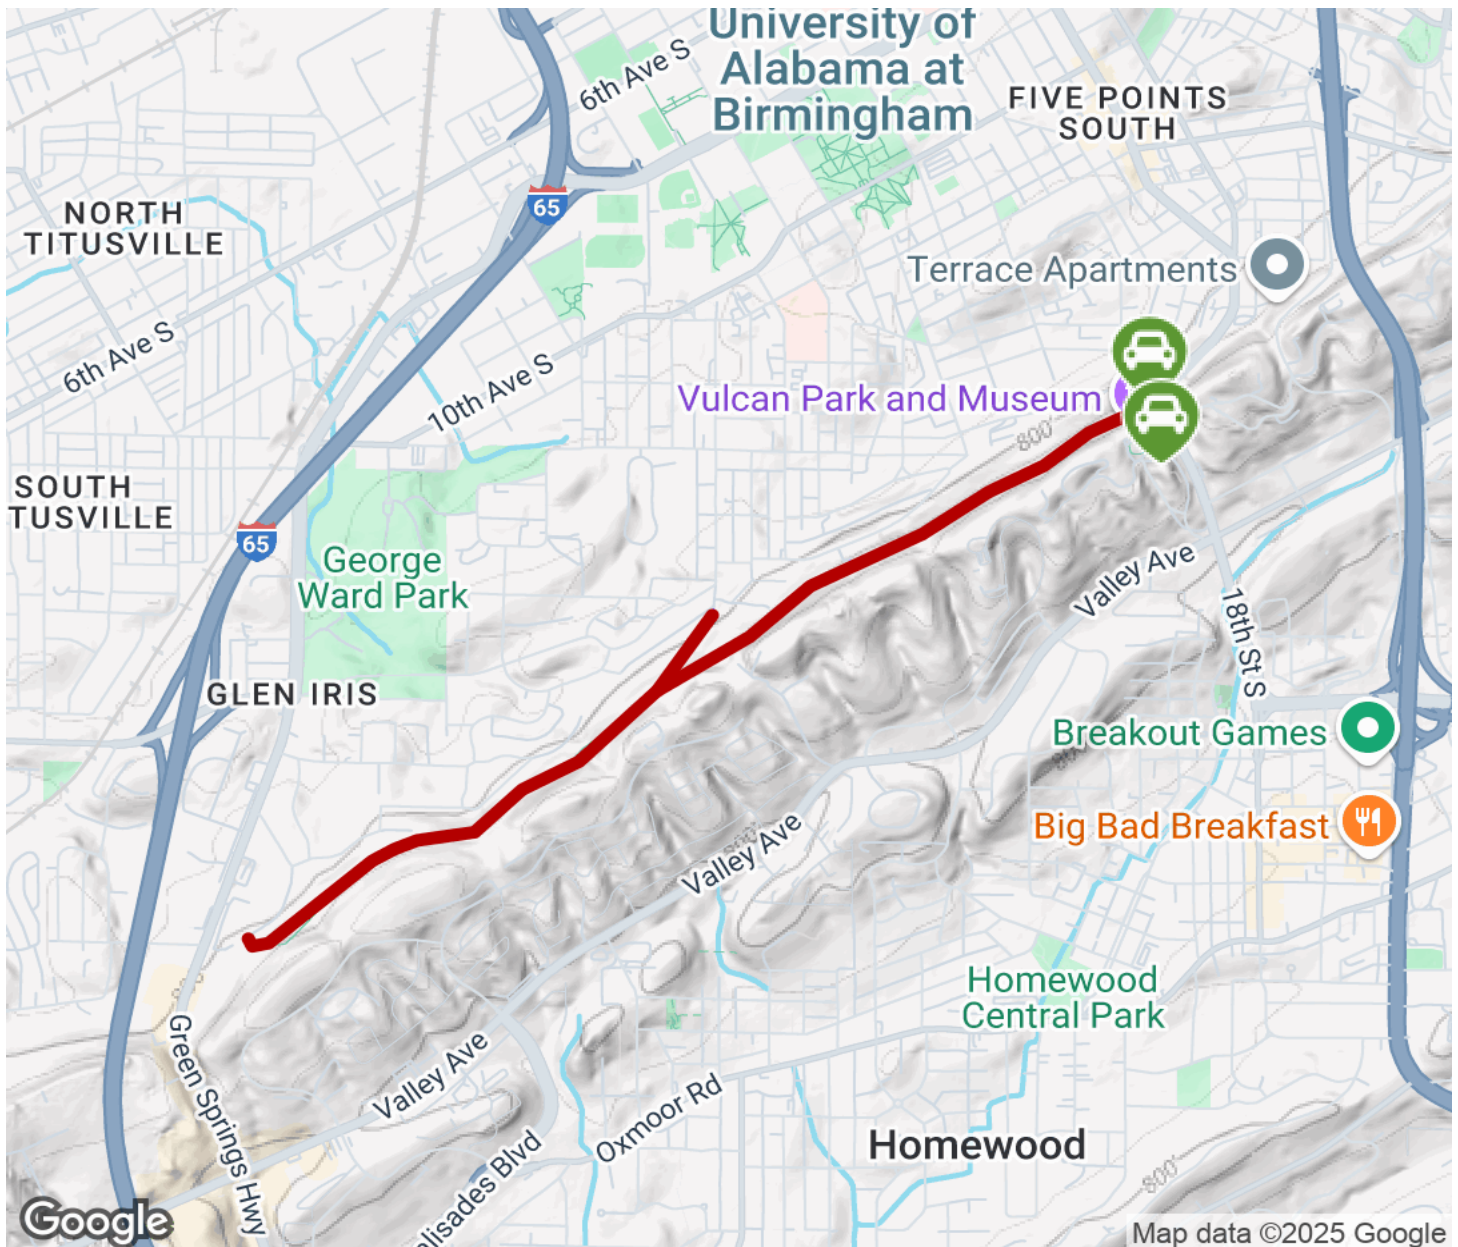 University of
Alabama at
Birmingham
6th Ave S
FIVE POINTS
SOUTH
65
NORTH
TITUSVILLE
Terrace Apartments
6th Ave S
10th Ave S
Vulcan Park and Museum
800'
SOUTH
TUSVILLE
65
George
Ward Park
Valley Ave
18th St S
GLEN IRIS
Breakout Games
Big Bad Breakfast
Valley Ave
Homewood
Central Park
Green Springs Hwy
Valley Ave
Oxmoor Rd
Homewood
alisades Blvd
800'
Google
Map data ©2025 Google